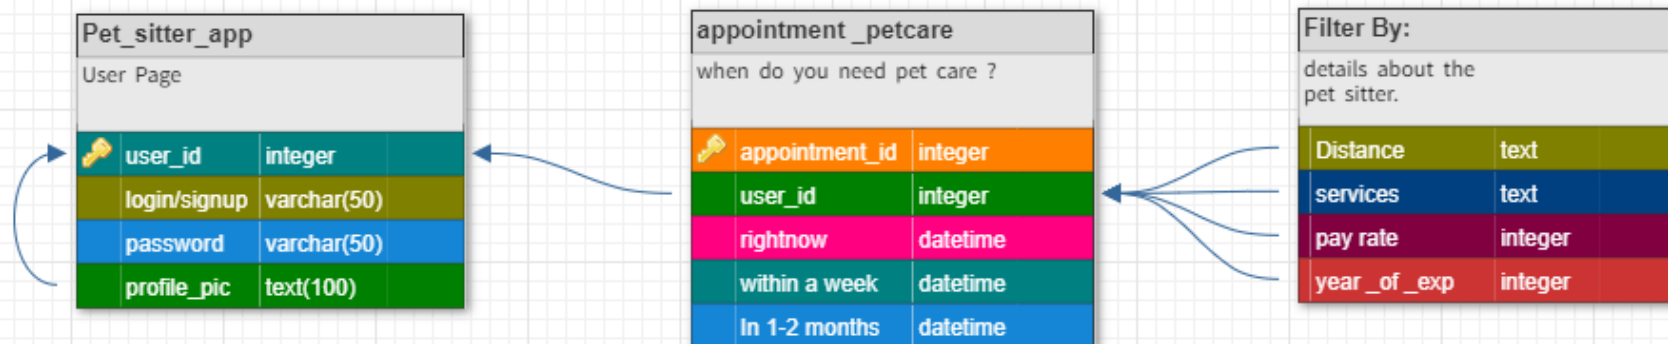 Pet_sitter_app
User Page
user_id integer
login/signup varchar(50)
password varchar(50)
profile_pic text(100)
appointment _petcare
when do you need pet care ?
appointment_id integer
user_id integer
rightnow datetime
within a week datetime
In 1-2 months datetime
Filter By:
details about the
pet sitter.
Distance text
services text
pay rate integer
year _of _exp integer